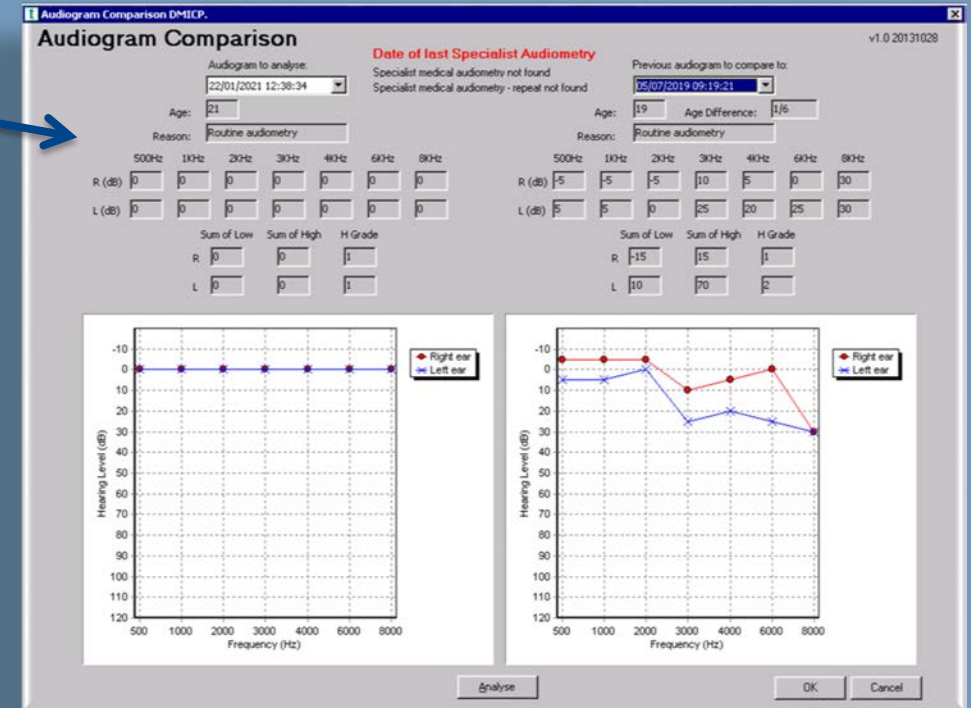 Audiogram Comparison DMICP.
Audiogram Comparison
v1.0 20131028
Date of last Specialist Audiometry
Specialist medical audiometry not found
Specialist medical audiometry - repeat not found
Audiogram to analyse:
22/01/2021 12:38:34
Age: 21
Reason: Routine audiometry
500Hz 1KHz 2KHz 3KHz 4KHz 6KHz 8KHz
R (dB) 0 0 0 0 0 0 0
L (dB) 0 0 0 0 0 0 0
Sum of Low Sum of High H Grade
R 0 0 1
L 0 0 1
Previous audiogram to compare to:
05/07/2019 09:19:21
Age: 19 Age Difference: 1/6
Reason: Routine audiometry
500Hz 1KHz 2KHz 3KHz 4KHz 6KHz 8KHz
R (dB) -5 -5 -5 10 5 0 30
L (dB) 5 5 0 25 20 25 30
Sum of Low Sum of High H Grade
R -15 15 1
L 10 70 2
Hearing Level (dB)
-10
0
10
20
30
40
50
60
70
80
90
100
110
120
500 1000 2000 3000 4000 6000 8000
Frequency (Hz)
Right ear
Left ear
Hearing Level (dB)
-10
0
10
20
30
40
50
60
70
80
90
100
110
120
500 1000 2000 3000 4000 6000 8000
Frequency (Hz)
Right ear
Left ear
Analyse
OK
Cancel